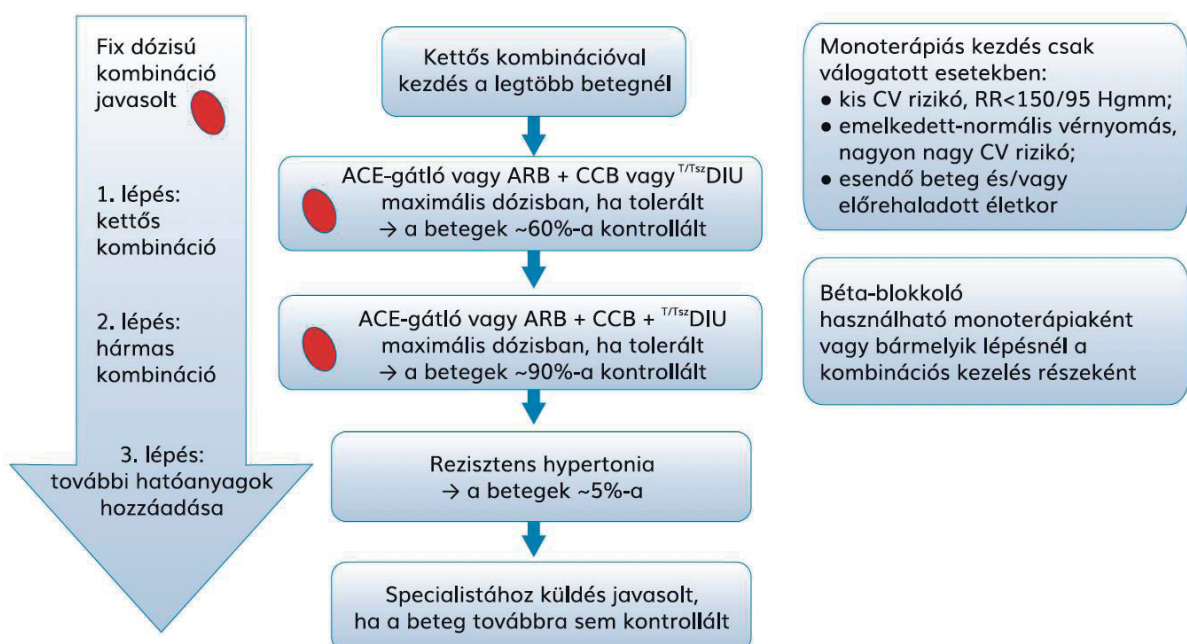 Fix dózisú
kombináció
javasolt
1. lépés:
kettős
kombináció
2. lépés:
hármas
kombináció
3. lépés:
további hatóanyagok
hozzáadása
Kettős kombinációval
kezdés a legtöbb betegnél
ACE-gátló vagy ARB + CCB vagy T/TszDIU
maximális dózisban, ha tolerált
→ a betegek ~60%-a kontrollált
ACE-gátló vagy ARB + CCB + T/TszDIU
maximális dózisban, ha tolerált
→ a betegek ~90%-a kontrollált
Rezisztens hypertonia
→ a betegek ~5%-a
Specialistához küldés javasolt,
ha a beteg továbbra sem kontrollált
Monoterápiás kezdés csak
válogatott esetekben:
● kis CV rizikó, RR<150/95 Hgmm;
● emelkedett-normális vérnyomás,
nagyon nagy CV rizikó;
● esendő beteg és/vagy
előrehaladott életkor
Béta-blokkoló
használható monoterápiaként
vagy bármelyik lépésnél a
kombinációs kezelés részeként